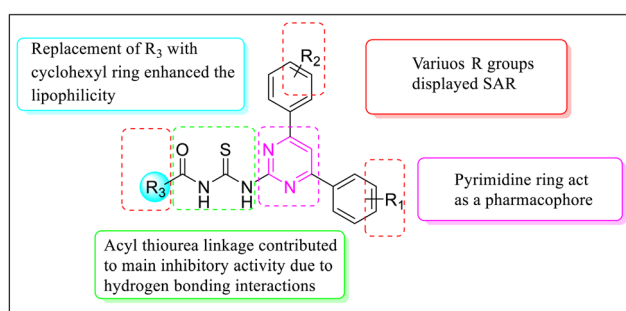 Replacement of R3 with
cyclohexyl ring enhanced the
lipophilicity
R2
Variuos R groups
displayed SAR
O
S
N
R3
N
H
N
H
N
R1
Pyrimidine ring act
as a pharmacophore
Acyl thiourea linkage contributed
to main inhibitory activity due to
hydrogen bonding interactions